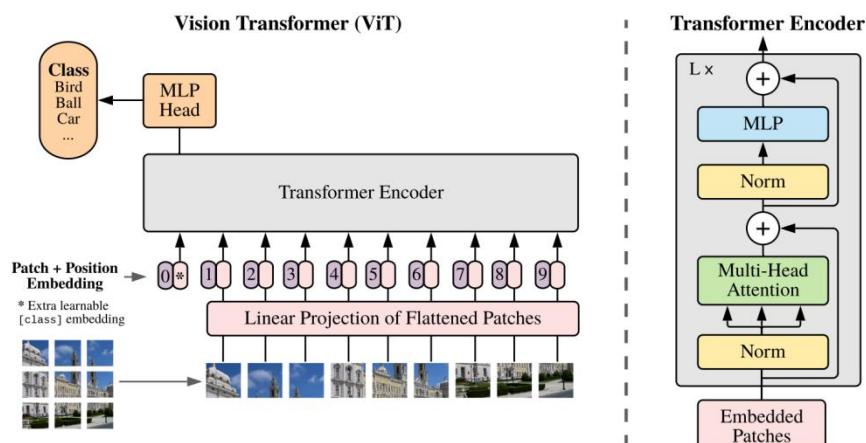 Vision Transformer (ViT)
Class
Bird
Ball
Car
...
MLP
Head
Transformer Encoder
Patch + Position
Embedding
0 * 1 2 3 4 5 6 7 8 9
* Extra learnable
[class] embedding
Linear Projection of Flattened Patches
Transformer Encoder
L x
+
MLP
Norm
+
Multi-Head
Attention
Norm
Embedded
Patches